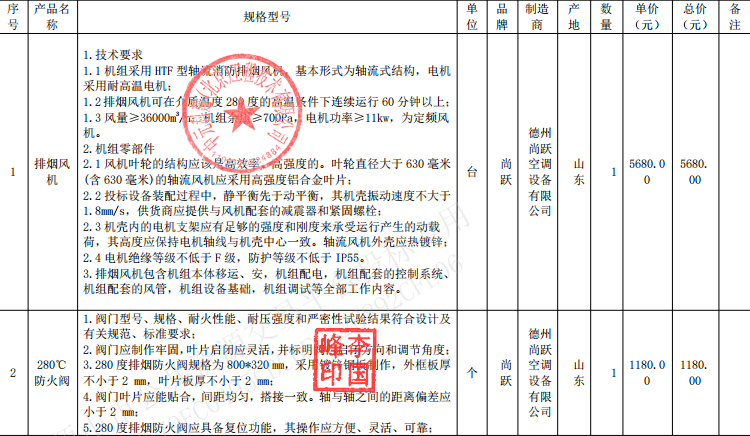 序号 产品名称 规格型号 单位 品牌 制造商 产地 数量 单价（元） 总价（元） 备注
1 排烟风机
1.技术要求
1.1 机组采用 HTF 型轴流消防排烟风机，基本形式为轴流式结构，电机
采用耐高温电机；
1.2 排烟风机可在介质温度 280 度的高温条件下连续运行 60 分钟以上；
1.3 风量≥36000m³/ 机组 ≥700Pa，电机功率≥11kw，为定频风
机。
2.机组零部件
2.1 风机叶轮的结构应该是高效率、高强度的。叶轮直径大于 630 毫米
(含 630 毫米)的轴流风机应采用高强度铝合金叶片；
2.2 投标设备装配过程中，静平衡先于动平衡，其机壳振动速度不大于
1.8mm/s，供货商应提供与风机配套的减震器和紧固螺栓；
2.3 机壳内的电机支架应有足够的强度和刚度来承受运行产生的动载
荷，其高度应保持电机轴线与机壳中心一致。轴流风机外壳应热镀锌；
2.4 电机绝缘等级不低于 F 级，防护等级不低于 IP55。
3.排烟风机包含机组本体移运、安，机组配电，机组配套的控制系统、
机组配套的风管，机组设备基础，机组调试等全部工作内容。
台 尚跃 德州尚跃空调设备有限公司 山东 1 5680.00 5680.00
2 280℃防火阀
1.阀门型号、规格、耐火性能、耐压强度和严密性试验结果符合设计及
有关规范、标准要求；
2.阀门应制作牢固，叶片启闭应灵活，并标明 启 方向和调节角度；
3.280 度排烟防火阀规格为 800*320 mm，采用镀锌钢板制作，外框板厚
不小于 2 mm，叶片板厚不小于 2 mm；
4.阀门叶片应能贴合，间距均匀，搭接一致。轴与轴之间的距离偏差应
小于 2 mm；
5.280 度排烟防火阀应具备复位功能，其操作应方便、灵活、可靠；
个 尚跃 德州尚跃空调设备有限公司 山东 1 1180.00 1180.00
李国峰印